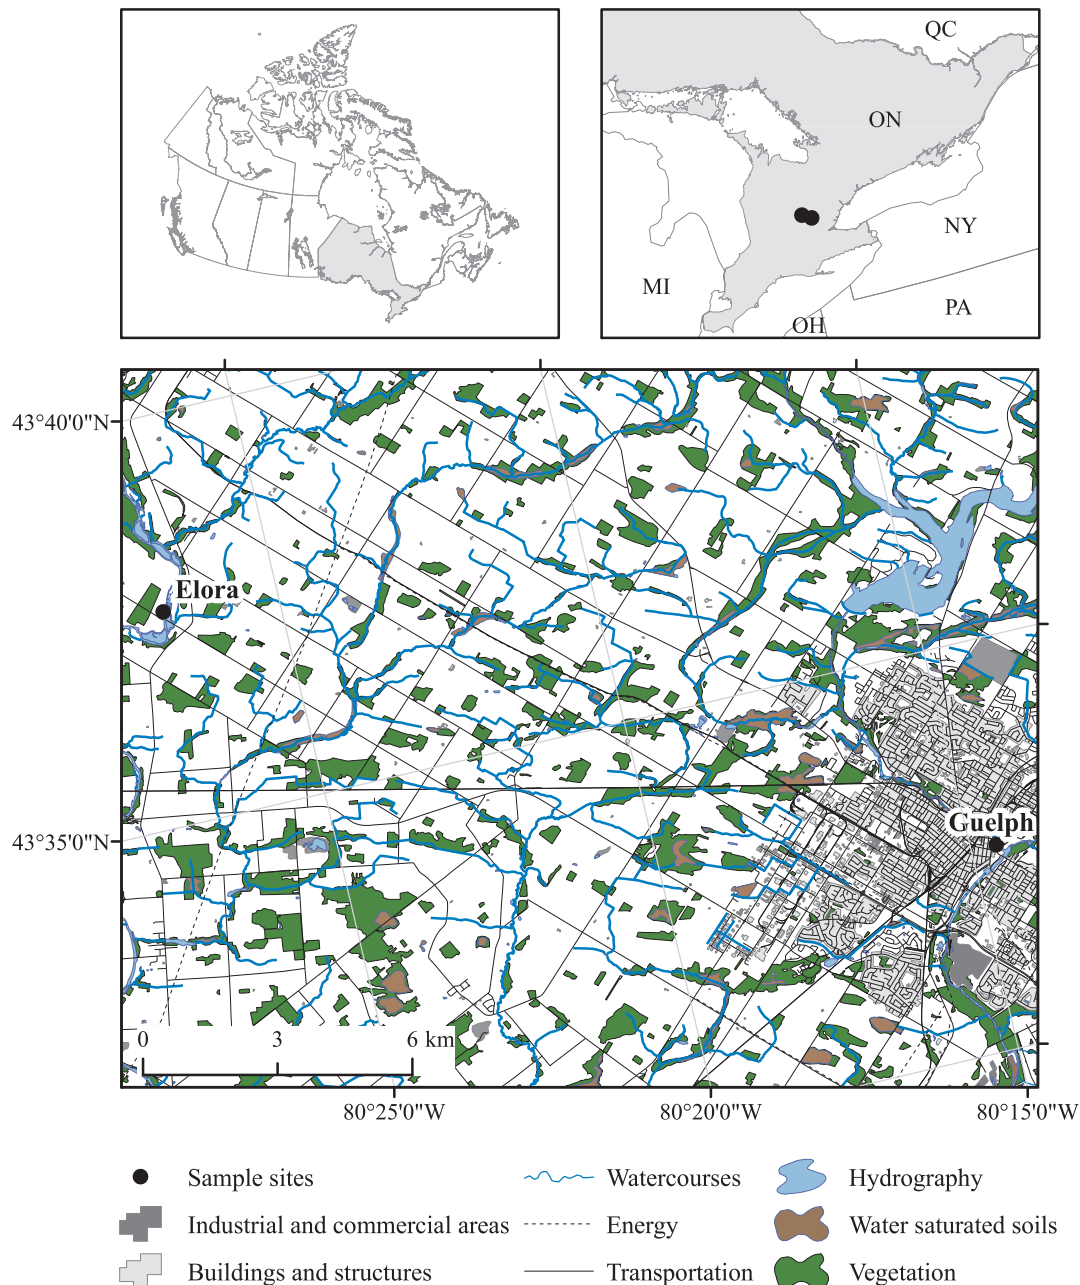 QC
ON
NY
MI
PA
OH
43°40'0"N
Elora
43°35'0"N
Guelph
0 3 6 km
80°25'0"W 80°20'0"W 80°15'0"W
Sample sites
Watercourses
Hydrography
Industrial and commercial areas
Energy
Water saturated soils
Buildings and structures
Transportation
Vegetation